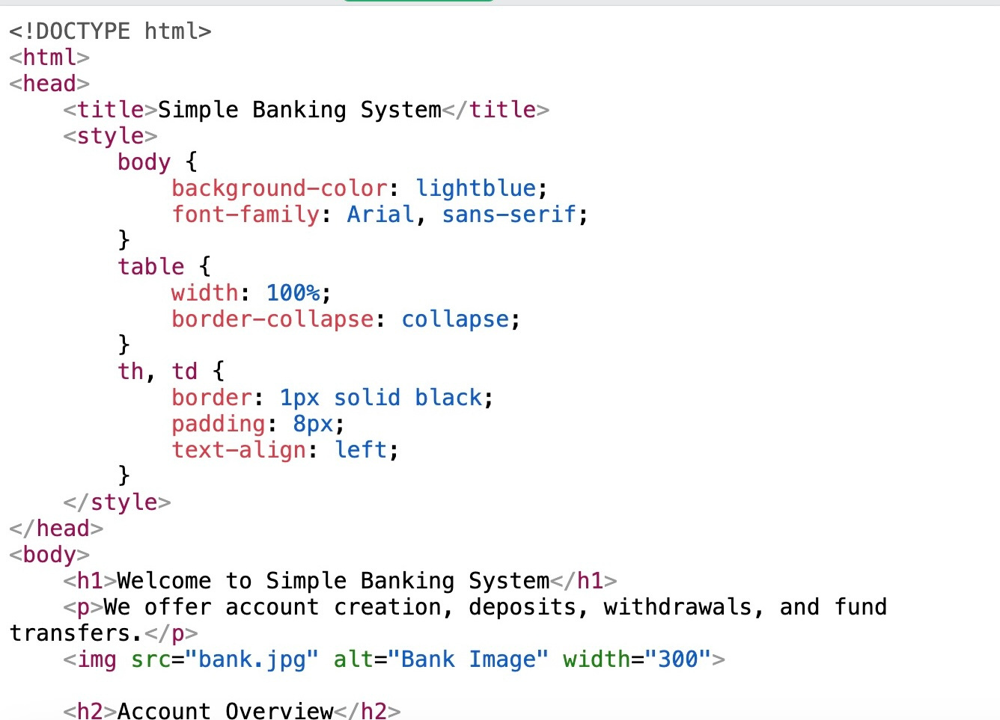 <!DOCTYPE html>
<html>
<head>
    <title>Simple Banking System</title>
    <style>
        body {
            background-color: lightblue;
            font-family: Arial, sans-serif;
        }
        table {
            width: 100%;
            border-collapse: collapse;
        }
        th, td {
            border: 1px solid black;
            padding: 8px;
            text-align: left;
        }
    </style>
</head>
<body>
    <h1>Welcome to Simple Banking System</h1>
    <p>We offer account creation, deposits, withdrawals, and fund
transfers.</p>
    <img src="bank.jpg" alt="Bank Image" width="300">

    <h2>Account Overview</h2>